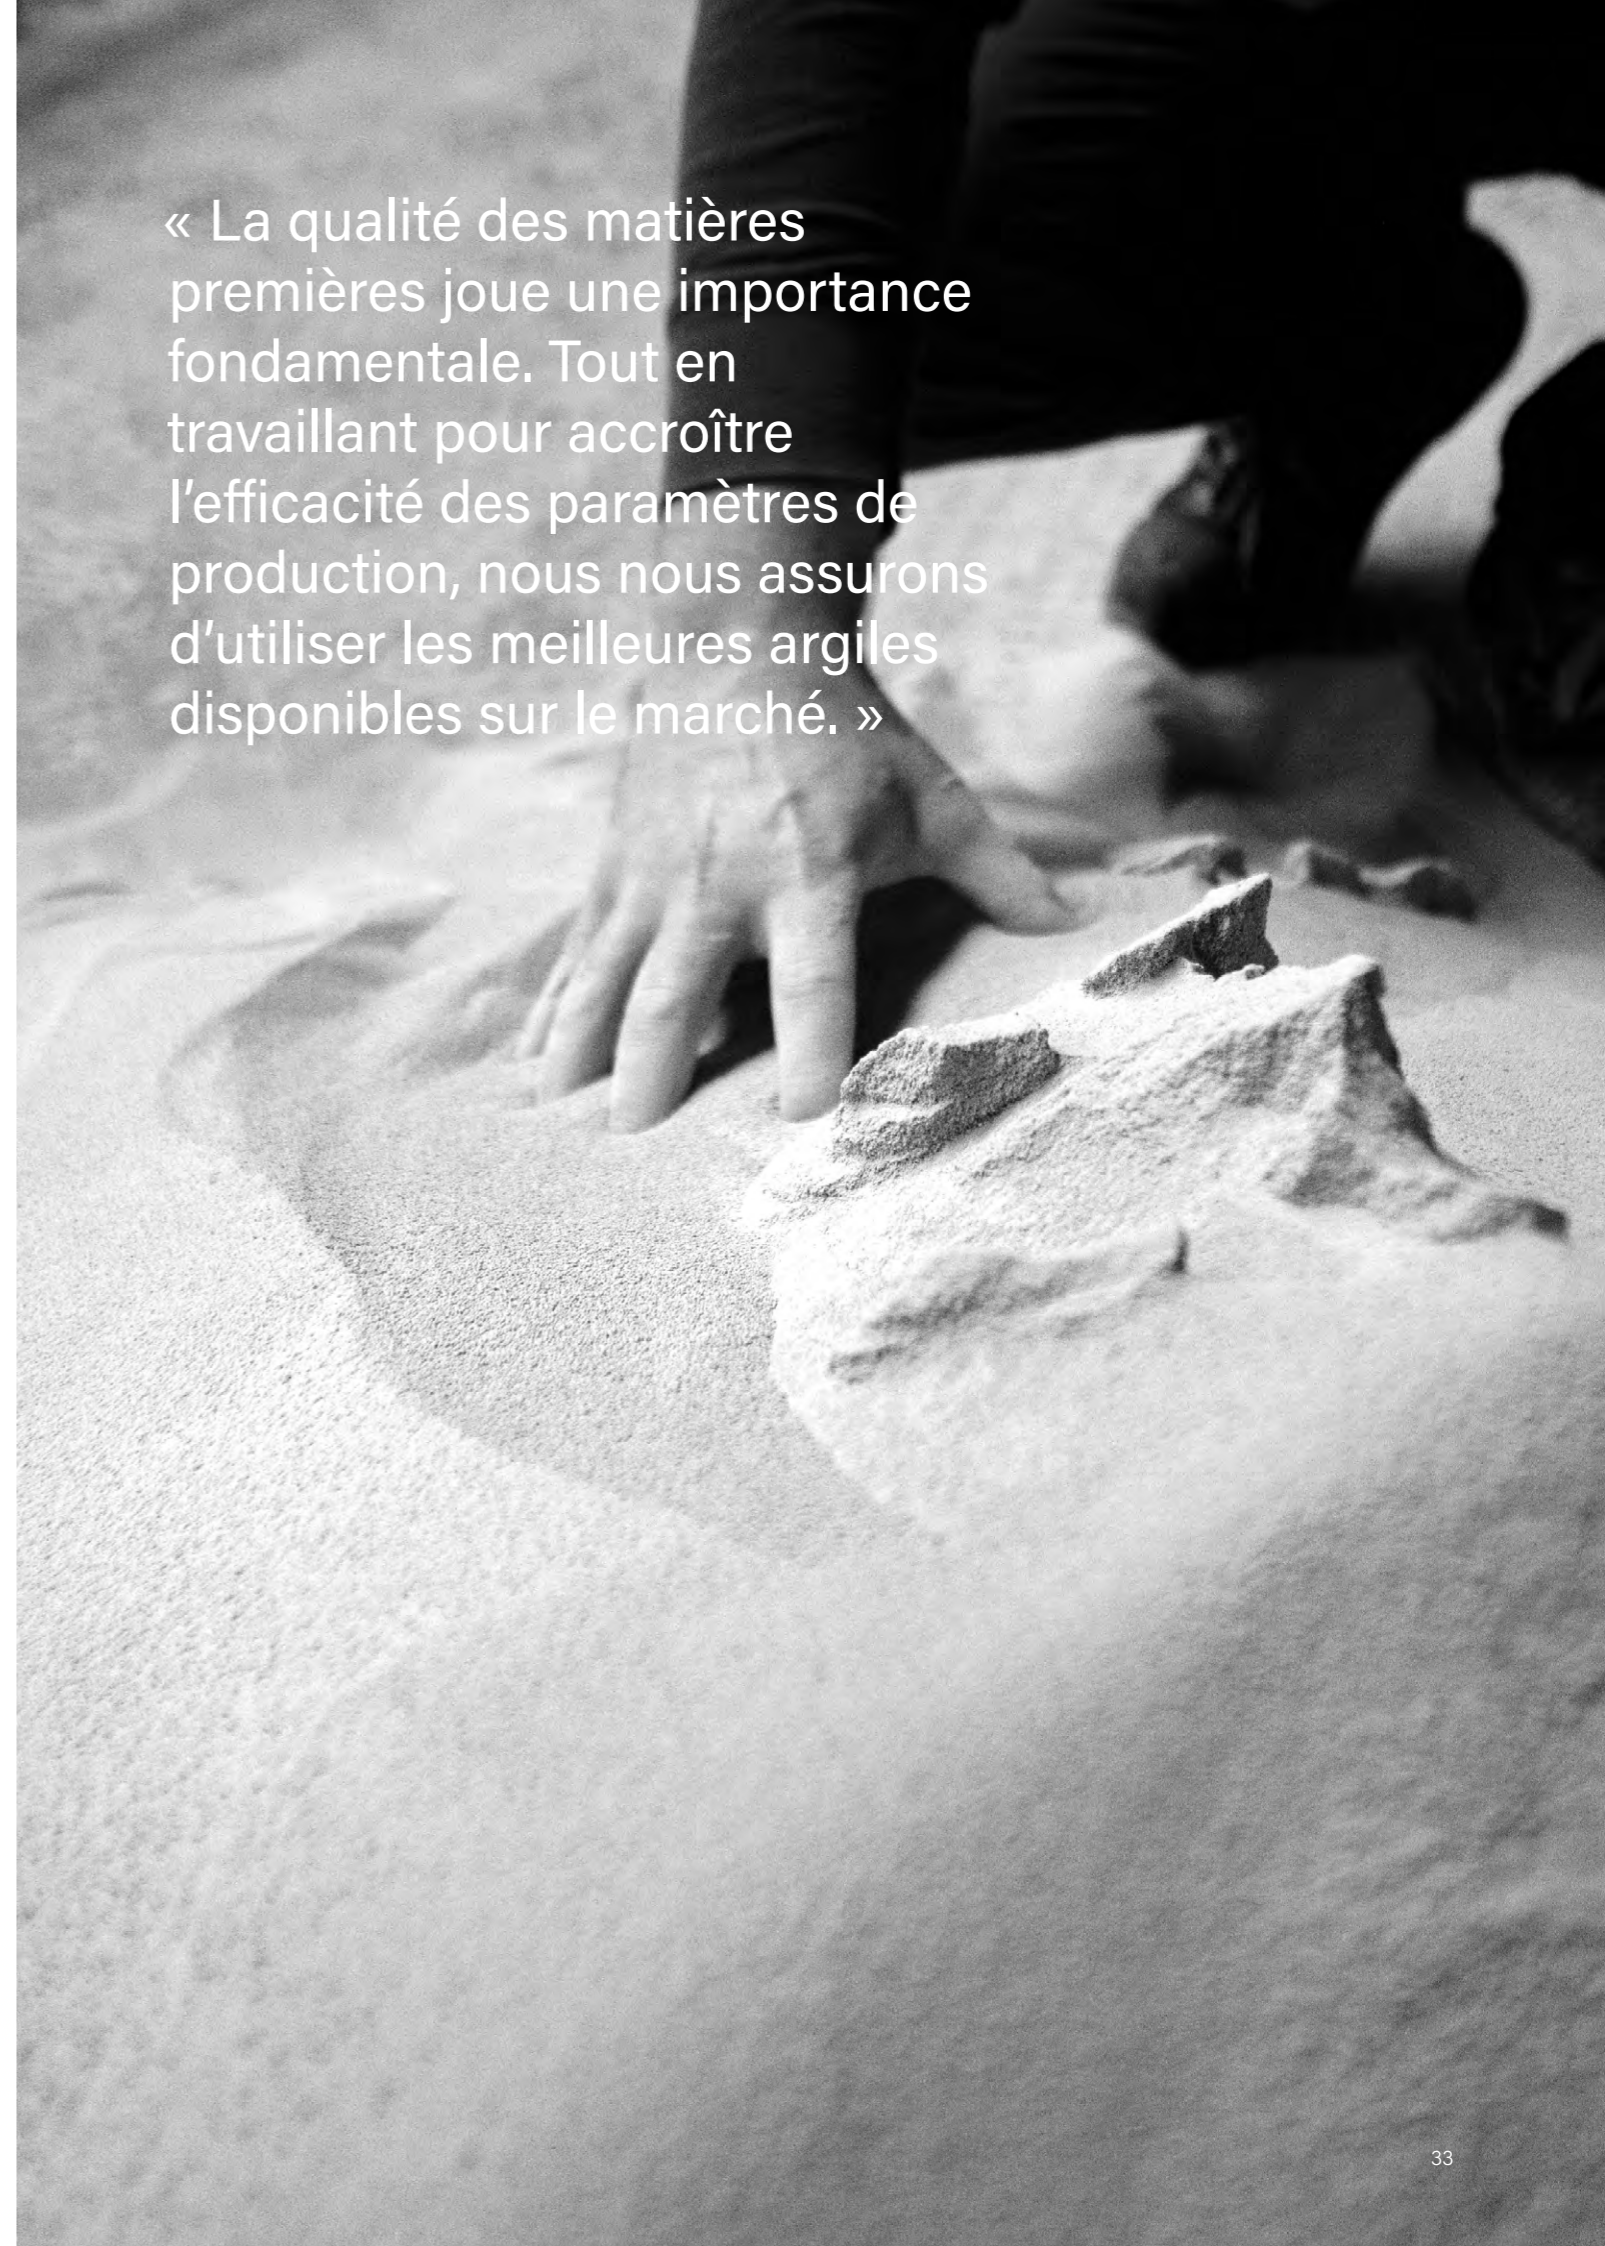 « La qualité des matières
premières joue une importance
fondamentale. Tout en
travaillant pour accroître
l’efficacité des paramètres de
production, nous nous assurons
d’utiliser les meilleures argiles
disponibles sur le marché. »
33